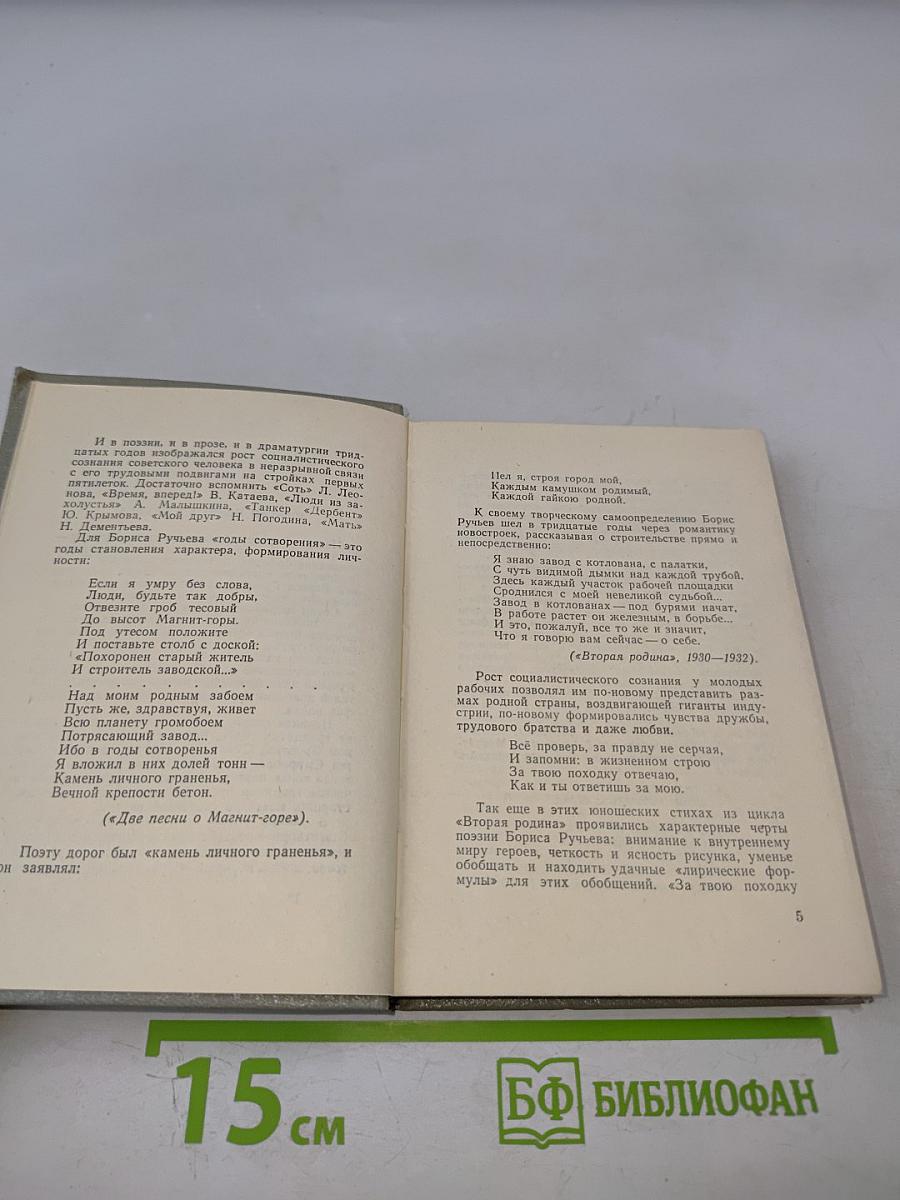 И в поэзии, и в прозе, и в драматургии трид-
цатых годов изображался рост социалистического
сознания советского человека в неразрывной связи
с его трудовыми подвигами на стройках первых
пятилеток. Достаточно вспомнить «Соть» Л. Лео-
нова, «Время, вперед!» В. Катаева, «Люди из за-
холустья» А. Малышкина, «Танкер «Дербент»
Ю. Крымова, «Мой друг» Н. Погодина, «Мать»
Н. Дементьева.
Для Бориса Ручьева «годы сотворения» — это
годы становления характера, формирования лич-
ности:
Если я умру без слова,
Люди, будьте так добры,
Отвезите гроб тесовый
До высот Магнит-горы.
Под утесом положите
И поставьте столб с доской:
«Похоронен старый житель
И строитель заводской...»
. . . . . . . . . . .
Над моим родным забоем
Пусть же, здравствуя, живет
Всю планету громобоем
Потрясающий завод...
Ибо в годы сотворенья
Я вложил в них долей тонн —
Камень личного граненья,
Вечной крепости бетон.
(«Две песни о Магнит-горе»).
Поэту дорог был «камень личного граненья», и
он заявлял:
Пел я, строя город мой,
Каждым камушком родимый,
Каждой гайкою родной.
К своему творческому самоопределению Борис
Ручьев шел в тридцатые годы через романтику
новостроек, рассказывая о строительстве прямо и
непосредственно:
Я знаю завод с котлована, с палатки,
С чуть видимой дымки над каждой трубой,
Здесь каждый участок рабочей площадки
Сроднился с моей невеликой судьбой...
Завод в котлованах — под бурями начат,
В работе растет он железным, в борьбе...
И это, пожалуй, все то же и значит,
Что я говорю вам сейчас — о себе.
(«Вторая родина», 1930—1932).
Рост социалистического сознания у молодых
рабочих позволял им по-новому представить раз-
мах родной страны, воздвигающей гиганты инду-
стрии, по-новому формировались чувства дружбы,
трудового братства и даже любви.
Всё проверь, за правду не серчая,
И запомни: в жизненном строю
За твою походку отвечаю,
Как и ты ответишь за мою.
Так еще в этих юношеских стихах из цикла
«Вторая родина» проявились характерные черты
поэзии Бориса Ручьева: внимание к внутреннему
миру героев, четкость и ясность рисунка, уменье
обобщать и находить удачные «лирические фор-
мулы» для этих обобщений. «За твою походку
5
15 см
БФ БИБЛИОФАН